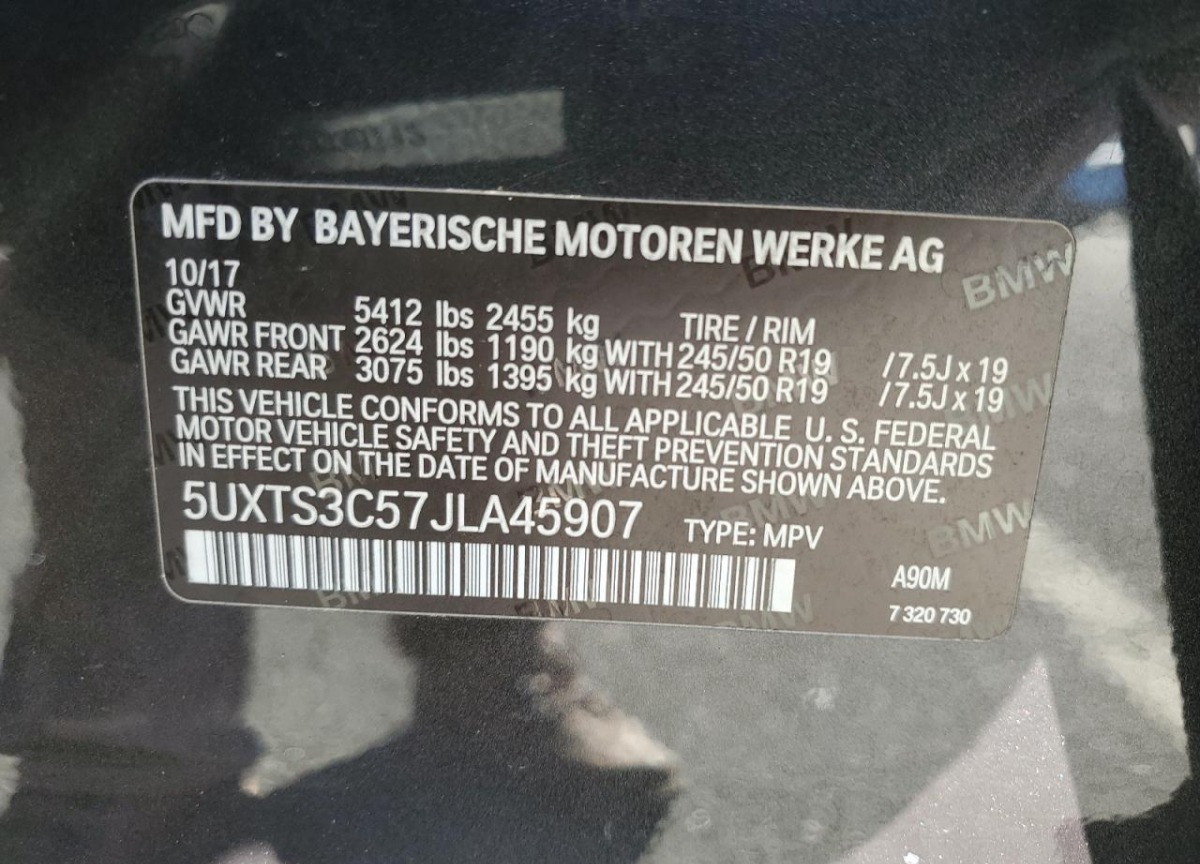 MFD BY BAYERISCHE MOTOREN WERKE AG
10/17
GVWR 5412 lbs 2455 kg TIRE / RIM
GAWR FRONT 2624 lbs 1190 kg WITH 245/50 R19 /7.5J x 19
GAWR REAR 3075 lbs 1395 kg WITH 245/50 R19 /7.5J x 19
THIS VEHICLE CONFORMS TO ALL APPLICABLE U. S. FEDERAL
MOTOR VEHICLE SAFETY AND THEFT PREVENTION STANDARDS
IN EFFECT ON THE DATE OF MANUFACTURE SHOWN ABOVE.
5UXTS3C57JLA45907 TYPE: MPV
A90M
7 320 730
BMW
BMW
BMW